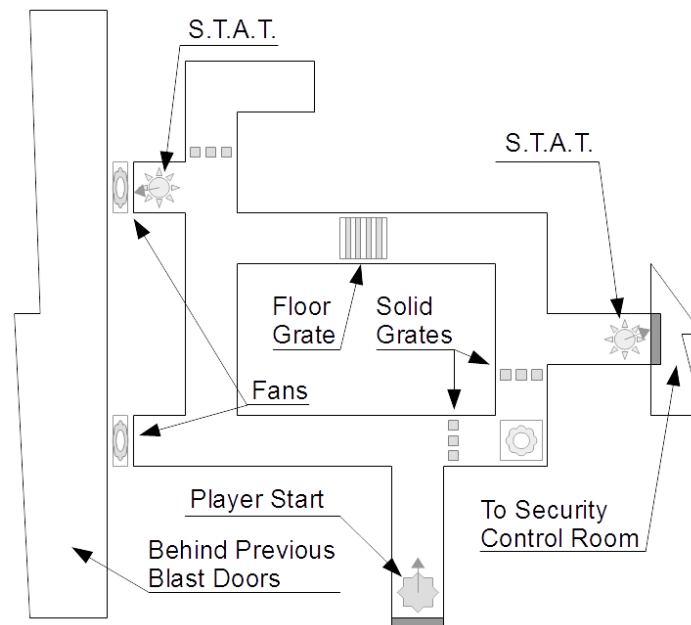 S.T.A.T.
S.T.A.T.
Floor
Grate
Solid
Grates
Fans
Player Start
Behind Previous
Blast Doors
To Security
Control Room